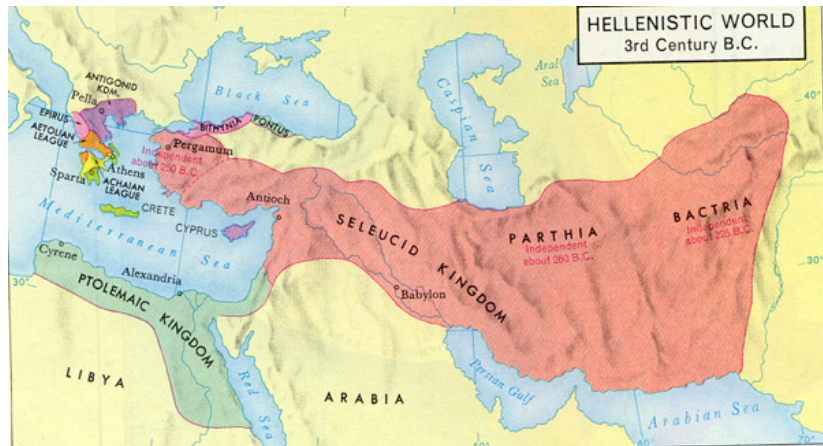 HELLENISTIC WORLD
3rd Century B.C.
40°
Aral
Sea
Black Sea
Caspian
Sea
ANTIGONID
KDM.
Pella
EPIRUS
AETOLIAN
LEAGUE
BITHYNIA
PONTUS
Pergamum
Independent
about 250 B.C.
Athens
ACHAIAN
LEAGUE
Sparta
CRETE
CYPRUS
Antioch
SELEUCID KINGDOM
PARTHIA
Independent
about 260 B.C.
BACTRIA
Independent
about 225 B.C.
Mediterranean Sea
Cyrene
Alexandria
Babylon
30°
30°
PTOLEMAIC KINGDOM
LIBYA
Red Sea
ARABIA
Persian Gulf
Arabian Sea
70°